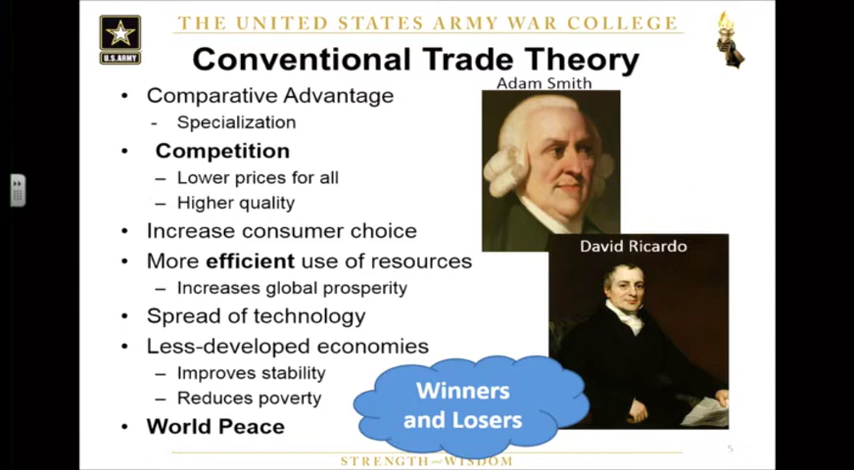 THE UNITED STATES ARMY WAR COLLEGE
U.S.ARMY
Conventional Trade Theory
Adam Smith
• Comparative Advantage
- Specialization
• Competition
– Lower prices for all
– Higher quality
• Increase consumer choice
David Ricardo
• More efficient use of resources
– Increases global prosperity
• Spread of technology
• Less-developed economies
– Improves stability
– Reduces poverty
Winners
and Losers
• World Peace
5
STRENGTH—WISDOM